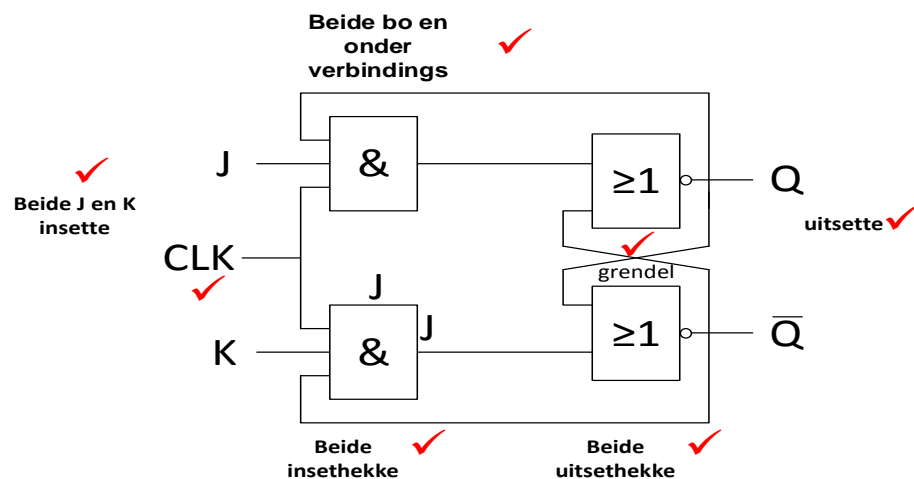 Beide bo en
onder
verbindings
J
&
≥1
Q
Beide J en K
insette
uitsette
CLK
grendel
J
J
K
&
≥1
Q̅
Beide
insethekke
Beide
uitsethekke